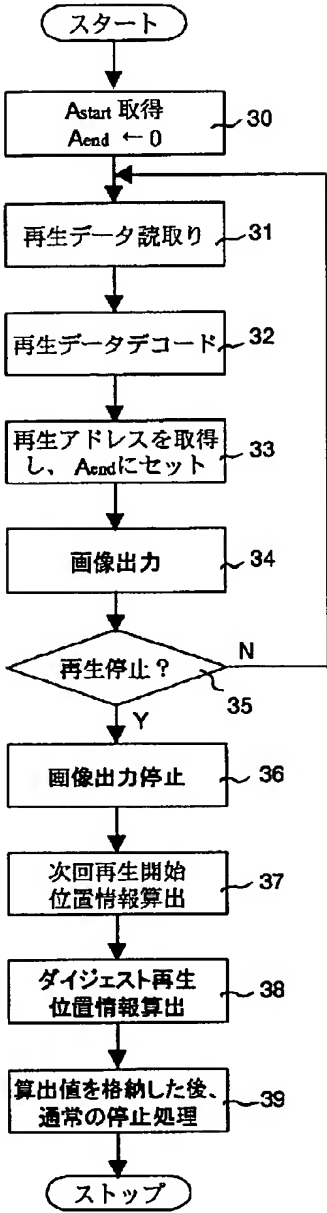 スタート
Astart 取得
Aend ←0
30
再生データ読取り
31
再生データデコード
32
再生アドレスを取得
し、Aendにセット
33
画像出力
34
再生停止？
N
35
Y
画像出力停止
36
次回再生開始
位置情報算出
37
ダイジェスト再生
位置情報算出
38
算出値を格納した後、
通常の停止処理
39
ストップ